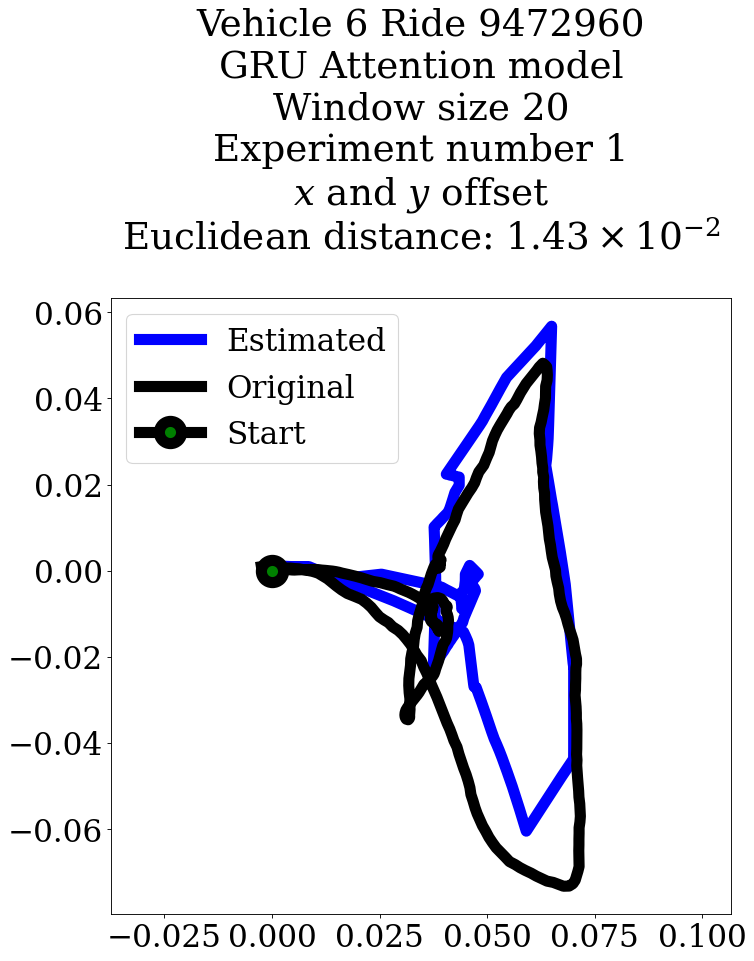 Vehicle 6 Ride 9472960
GRU Attention model
Window size 20
Experiment number 1
x and y offset
Euclidean distance: 1.43 × 10⁻²
0.06
0.04
0.02
0.00
−0.02
−0.04
−0.06
Estimated
Original
Start
−0.025 0.000 0.025 0.050 0.075 0.100